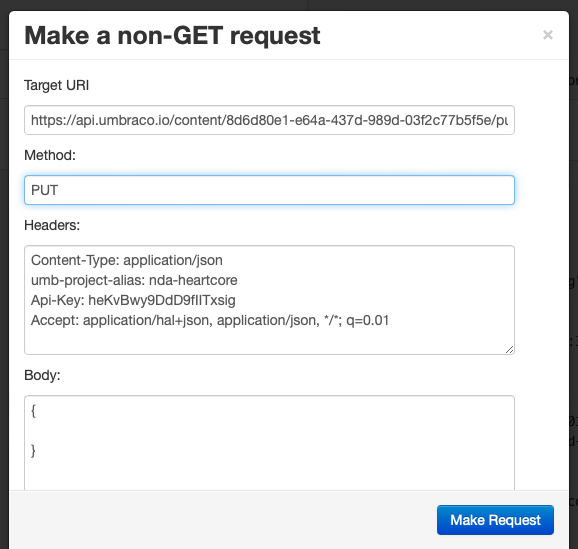 Make a non-GET request
×
Target URI
https://api.umbraco.io/content/8d6d80e1-e64a-437d-989d-03f2c77b5f5e/pu
Method:
PUT
Headers:
Content-Type: application/json
umb-project-alias: nda-heartcore
Api-Key: heKvBwy9DdD9fIITxsig
Accept: application/hal+json, application/json, */*; q=0.01
Body:
{
}
Make Request